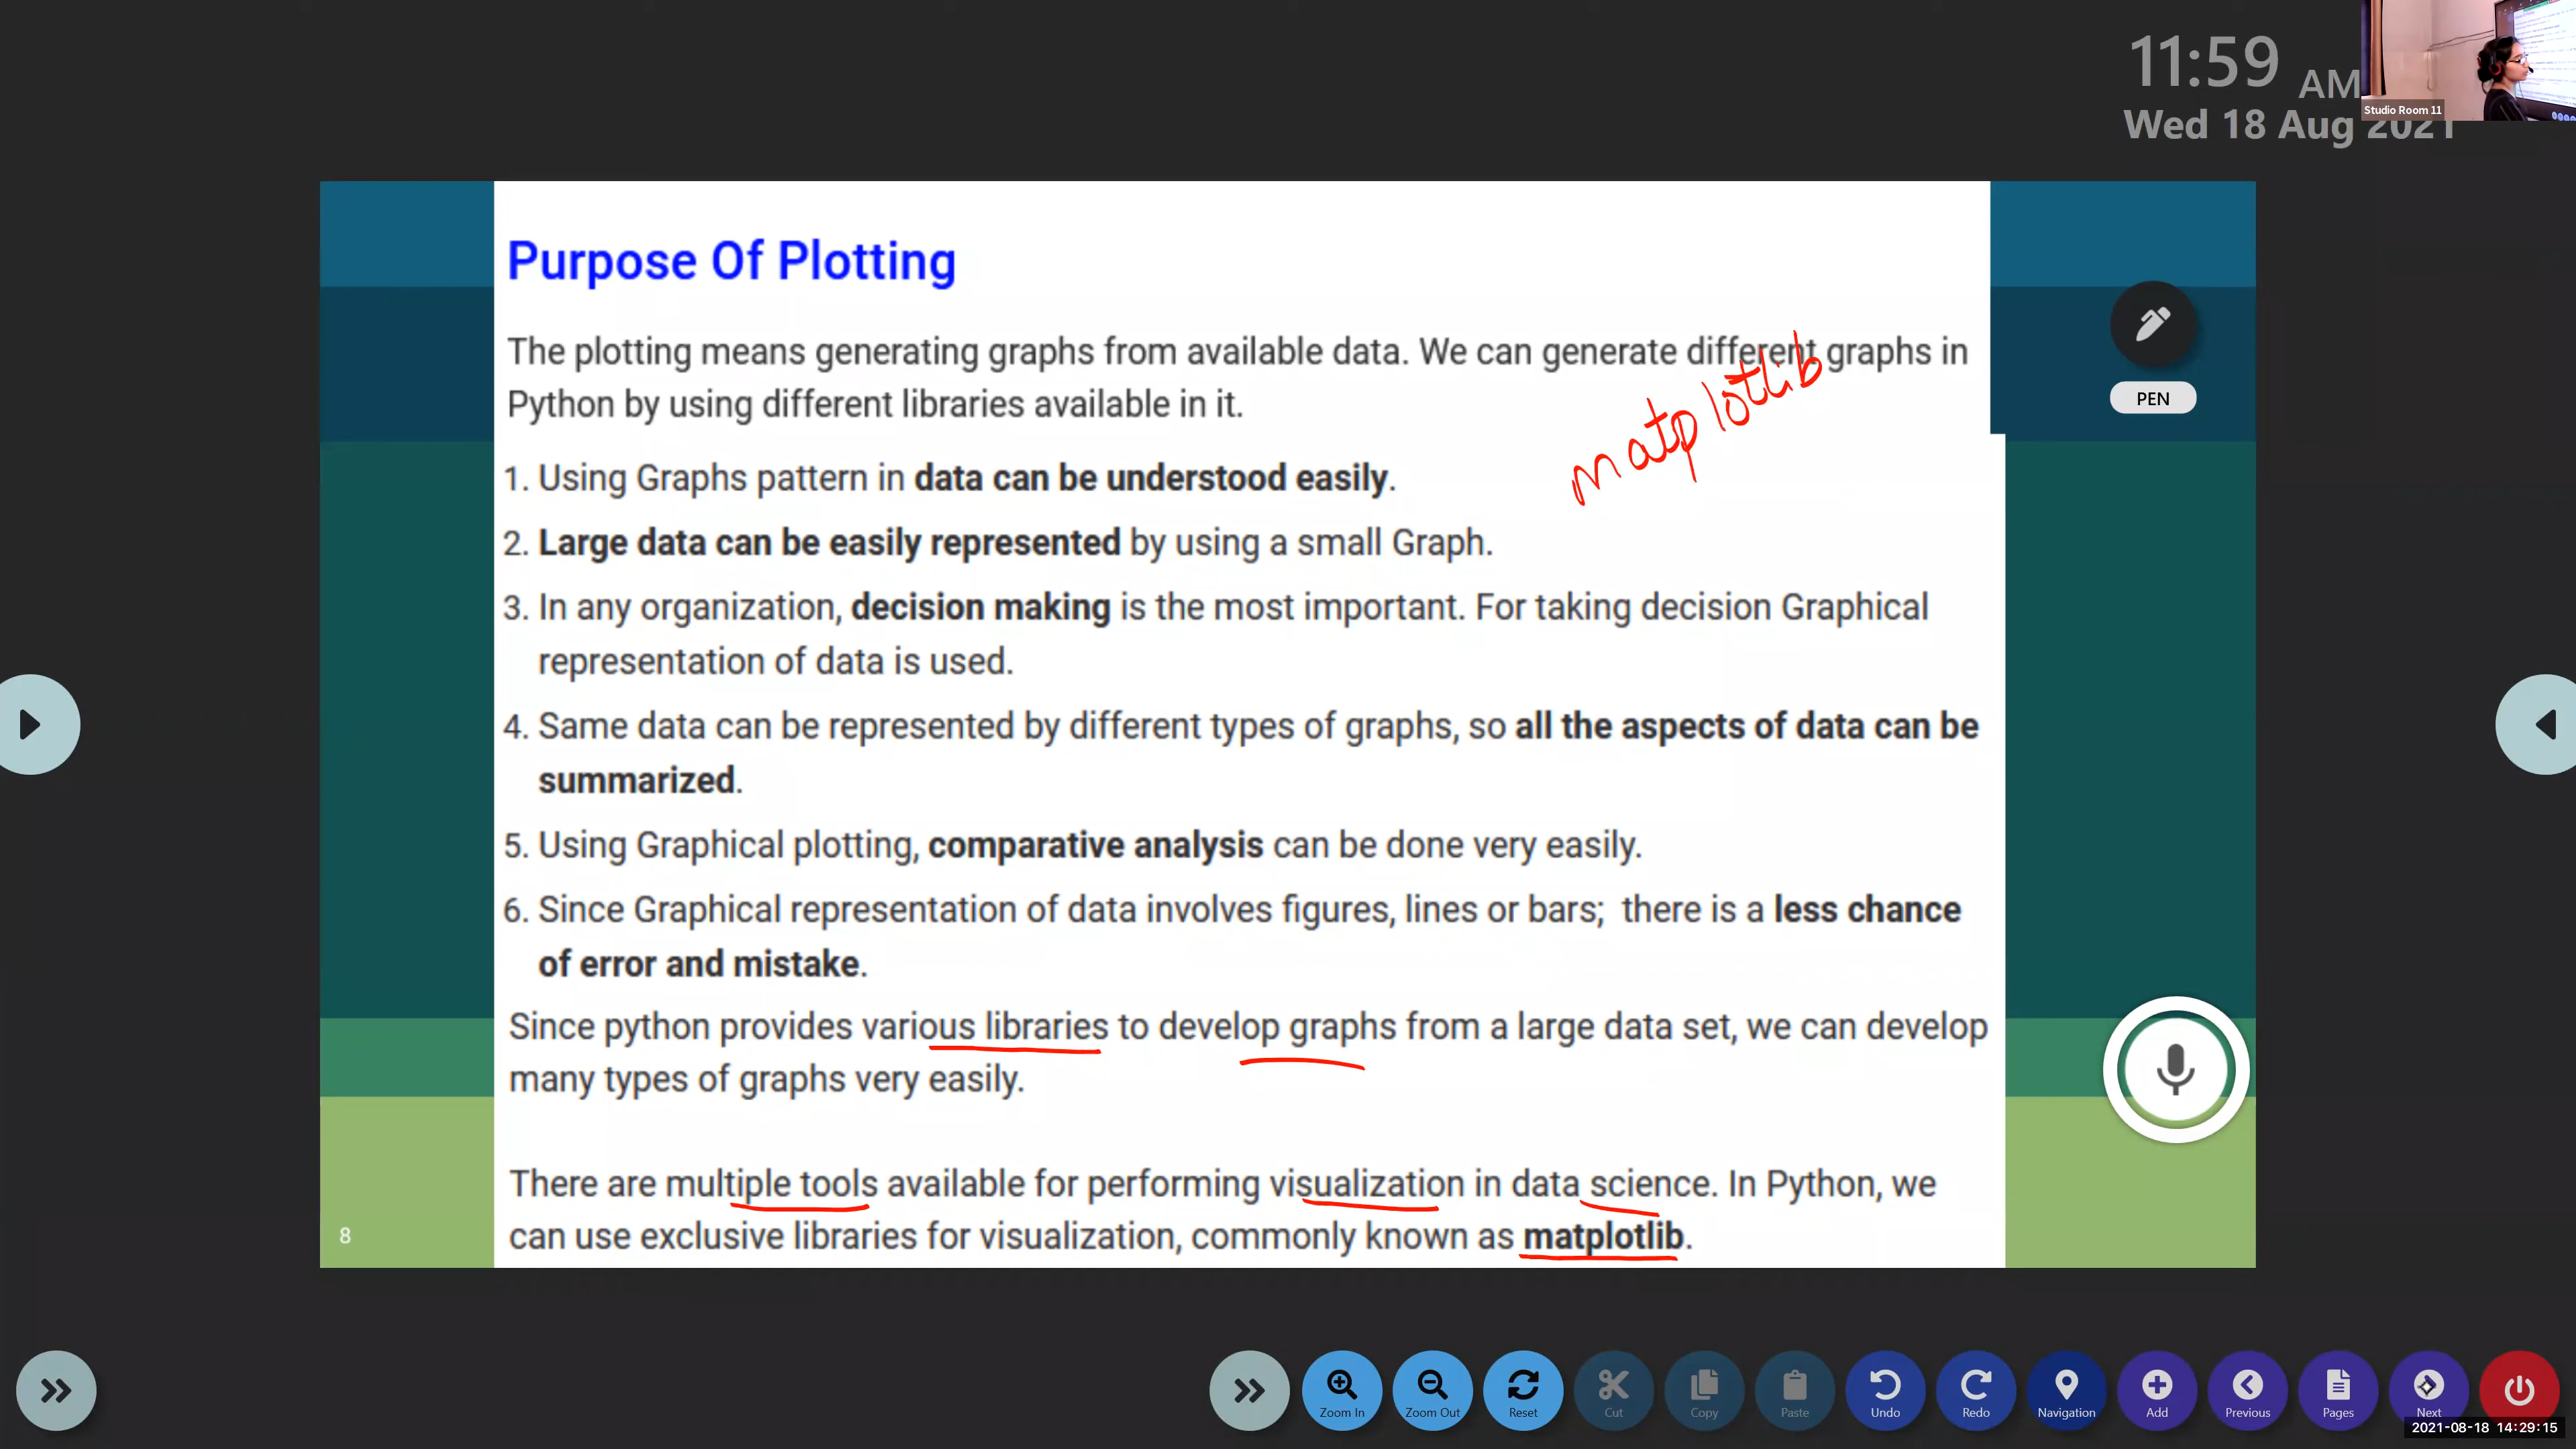 11:59 AM
Studio Room 11
Wed 18 Aug 2021
Purpose Of Plotting
The plotting means generating graphs from available data. We can generate different graphs in
Python by using different libraries available in it.
matplotlib
PEN
1. Using Graphs pattern in data can be understood easily.
2. Large data can be easily represented by using a small Graph.
3. In any organization, decision making is the most important. For taking decision Graphical
representation of data is used.
4. Same data can be represented by different types of graphs, so all the aspects of data can be
summarized.
5. Using Graphical plotting, comparative analysis can be done very easily.
6. Since Graphical representation of data involves figures, lines or bars;  there is a less chance
of error and mistake.
Since python provides various libraries to develop graphs from a large data set, we can develop
many types of graphs very easily.
There are multiple tools available for performing visualization in data science. In Python, we
can use exclusive libraries for visualization, commonly known as matplotlib.
8
Zoom In Zoom Out Reset Cut Copy Paste Undo Redo Navigation Add Previous Pages Next
2021-08-18 14:29:15